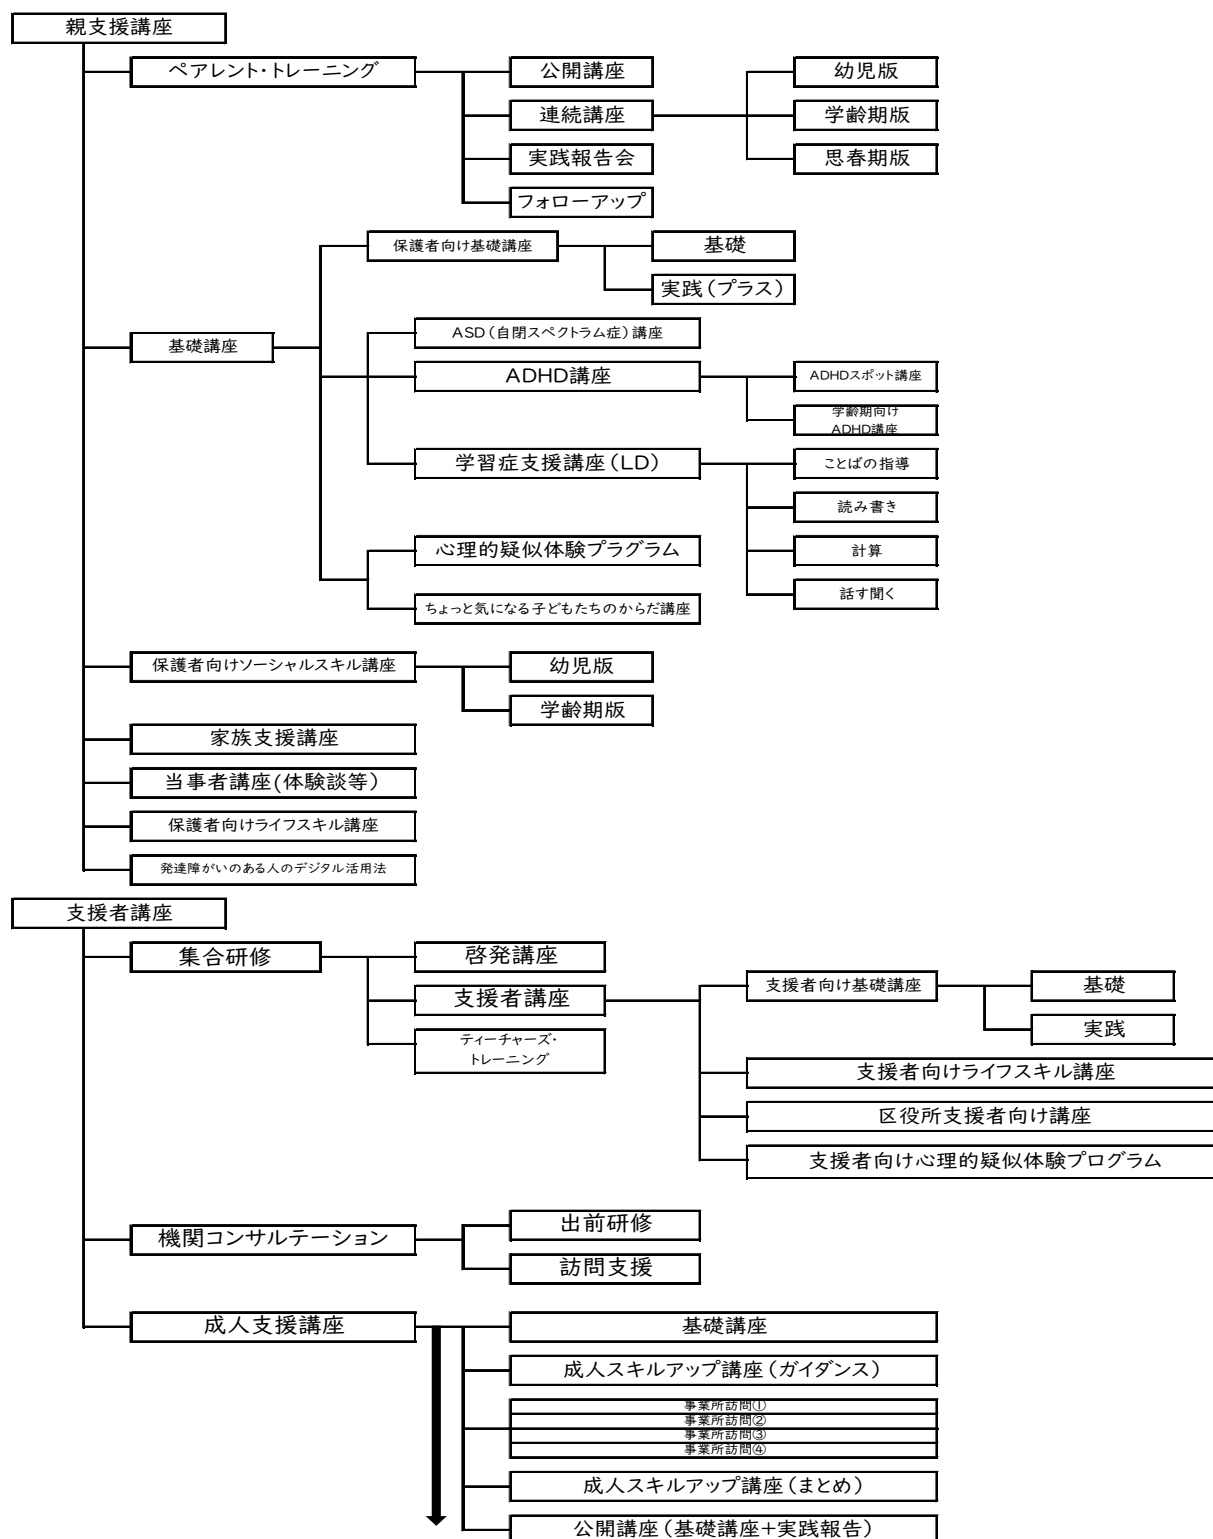 親支援講座
ペアレント・トレーニング
公開講座
幼児版
連続講座
学齢期版
実践報告会
思春期版
フォローアップ
保護者向け基礎講座
基礎
実践(プラス)
基礎講座
ASD(自閉スペクトラム症)講座
ADHD講座
ADHDスポット講座
学齢期向け
ADHD講座
学習症支援講座(LD)
ことばの指導
読み書き
計算
話す聞く
心理的疑似体験プラグラム
ちょっと気になる子どもたちのからだ講座
保護者向けソーシャルスキル講座
幼児版
学齢期版
家族支援講座
当事者講座(体験談等)
保護者向けライフスキル講座
発達障がいのある人のデジタル活用法
支援者講座
集合研修
啓発講座
支援者講座
支援者向け基礎講座
基礎
実践
ティーチャーズ・
トレーニング
支援者向けライフスキル講座
区役所支援者向け講座
支援者向け心理的疑似体験プログラム
機関コンサルテーション
出前研修
訪問支援
成人支援講座
基礎講座
成人スキルアップ講座(ガイダンス)
事業所訪問①
事業所訪問②
事業所訪問③
事業所訪問④
成人スキルアップ講座(まとめ)
公開講座(基礎講座+実践報告)